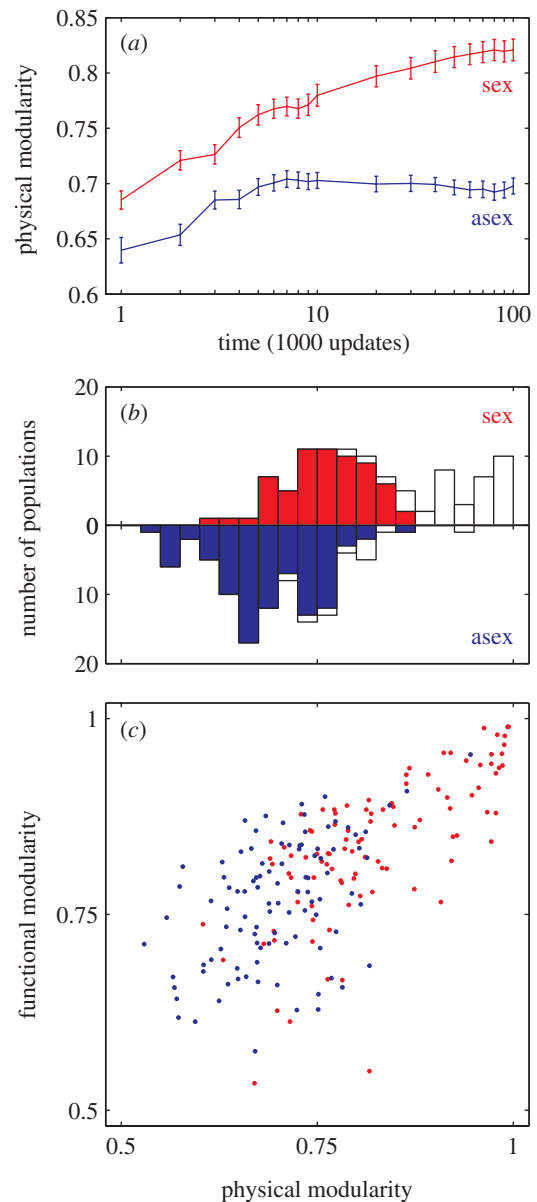 (a)
0.85
0.80
0.75
0.7
0.65
0.6
physical modularity
sex
asex
1
10
100
time (1000 updates)
(b)
20
10
0
10
20
number of populations
sex
asex
(c)
1
0.75
0.5
functional modularity
0.5
0.75
1
physical modularity